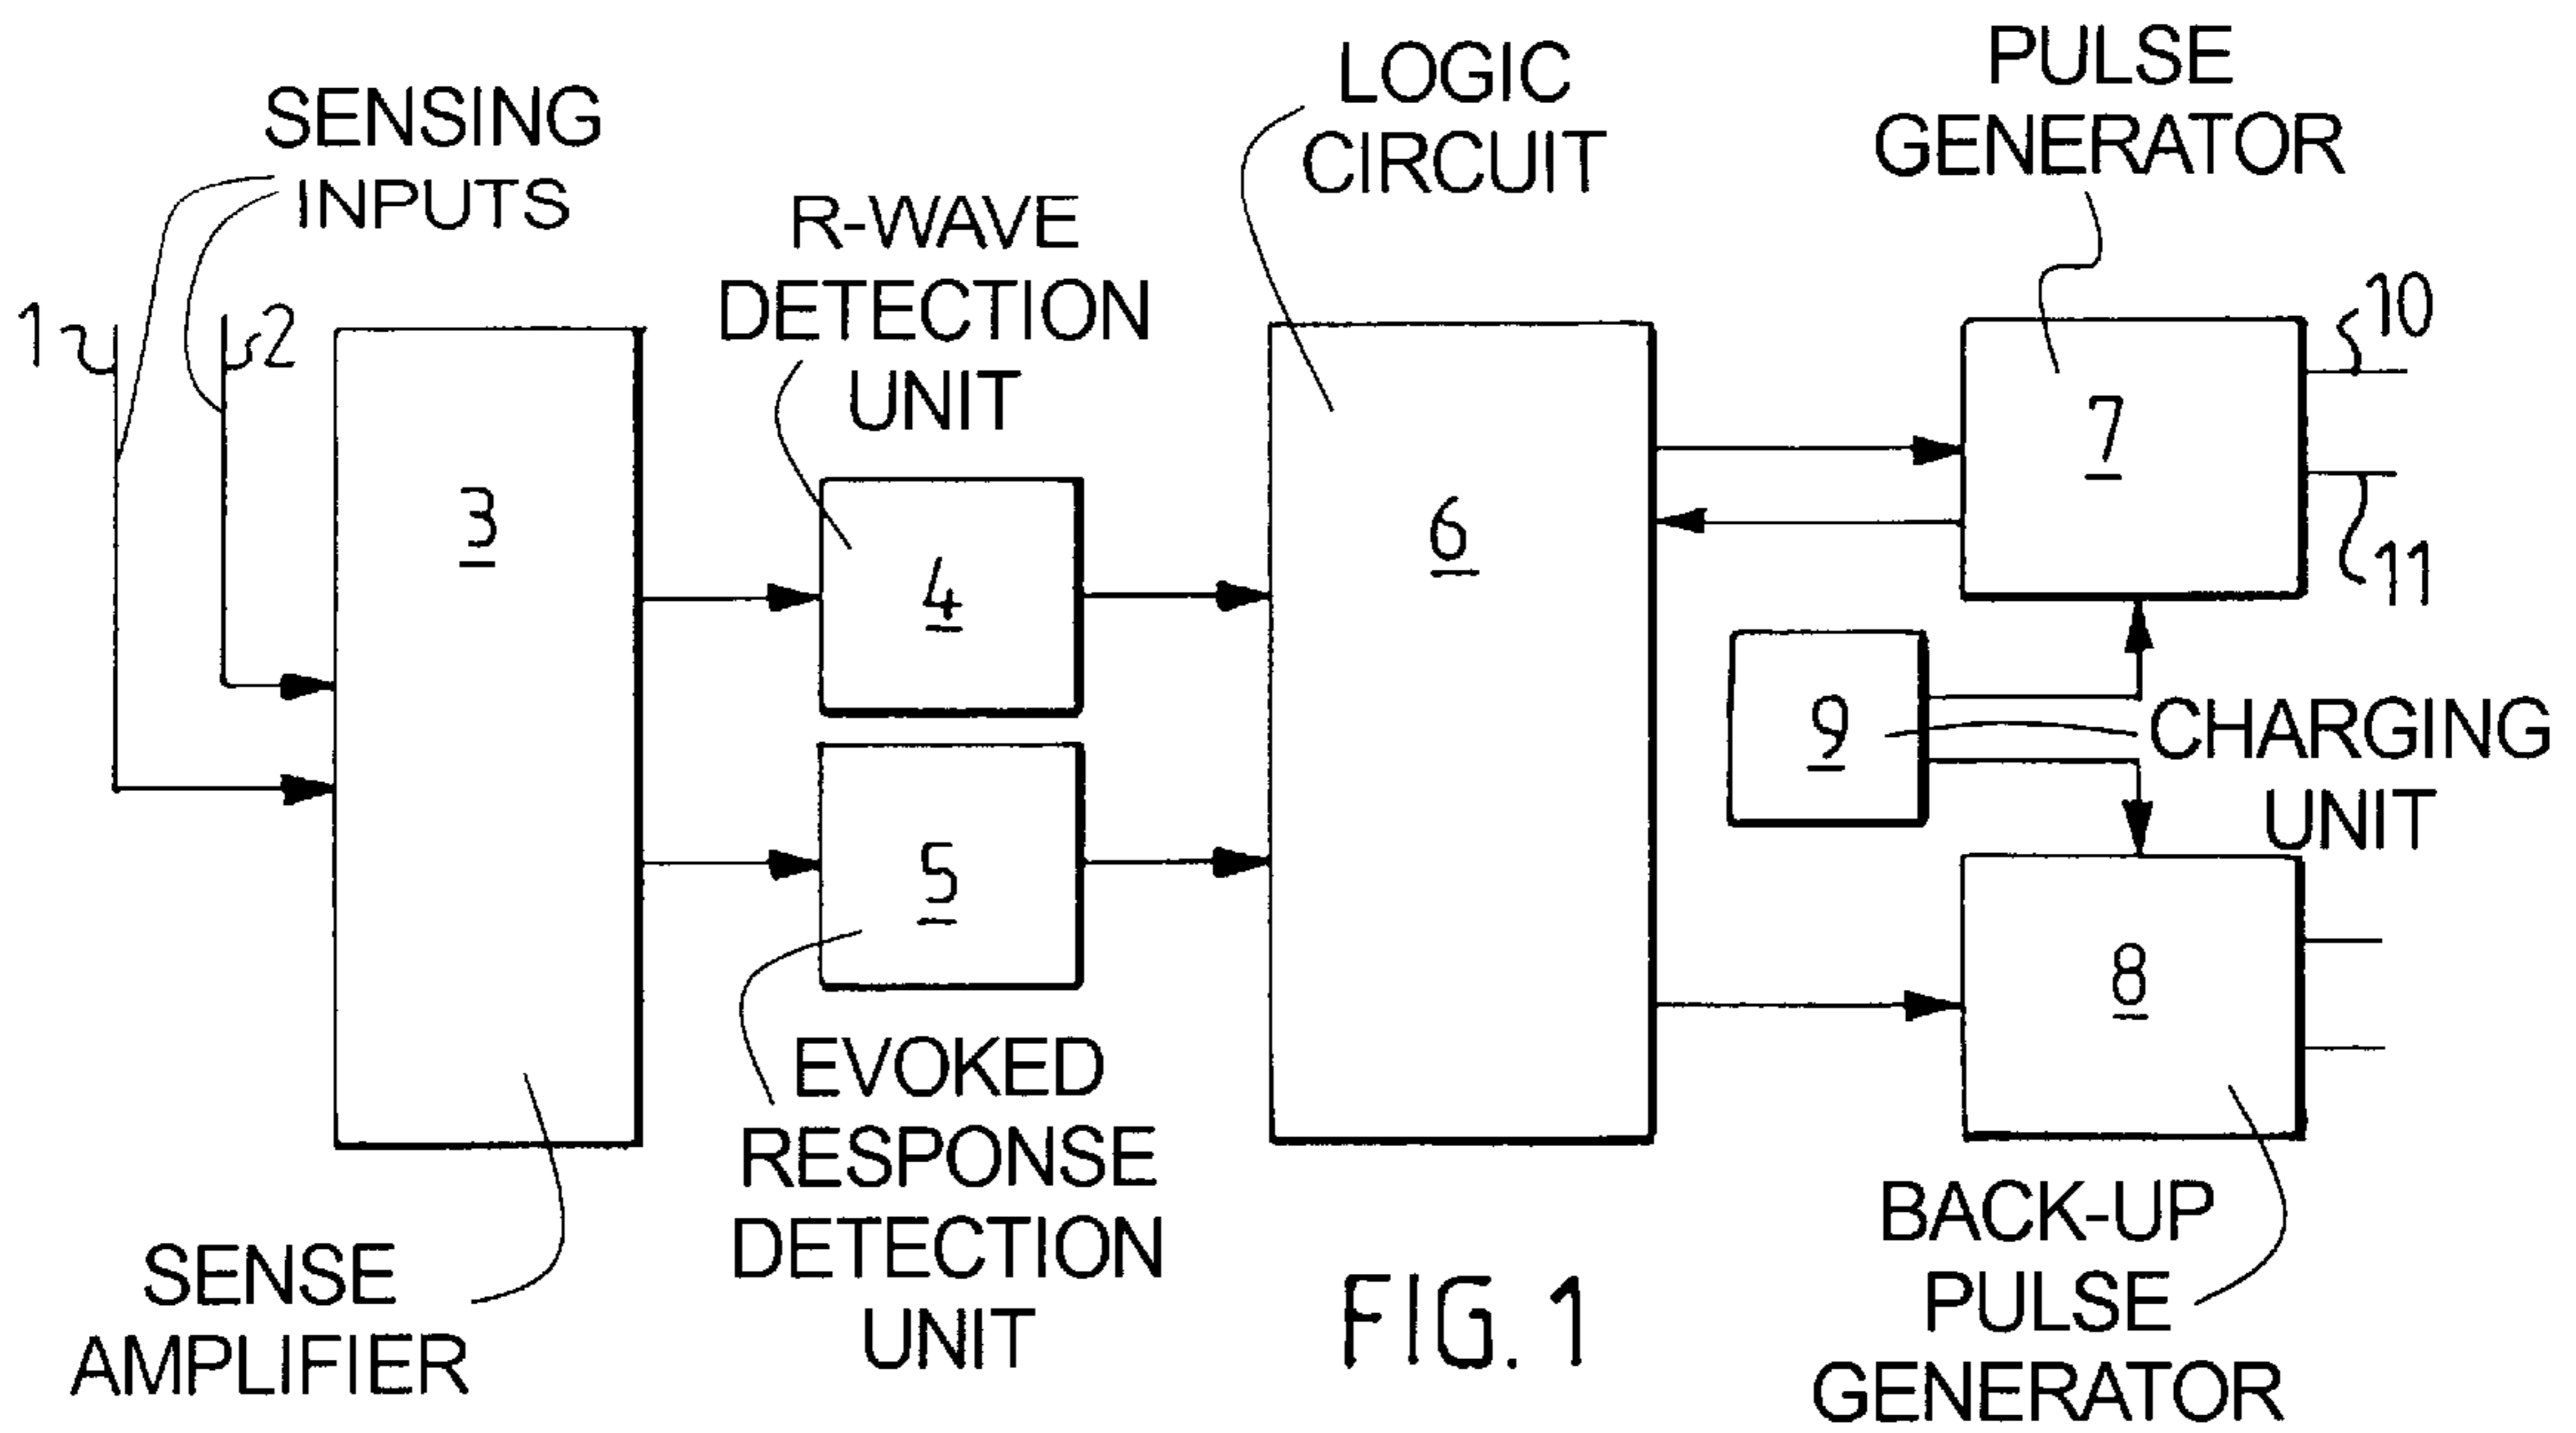 SENSING
INPUTS
1
2
3
SENSE
AMPLIFIER
R-WAVE
DETECTION
UNIT
4
5
EVOKED
RESPONSE
DETECTION
UNIT
LOGIC
CIRCUIT
6
PULSE
GENERATOR
7
10
11
9
CHARGING
UNIT
8
BACK-UP
PULSE
GENERATOR
FIG. 1